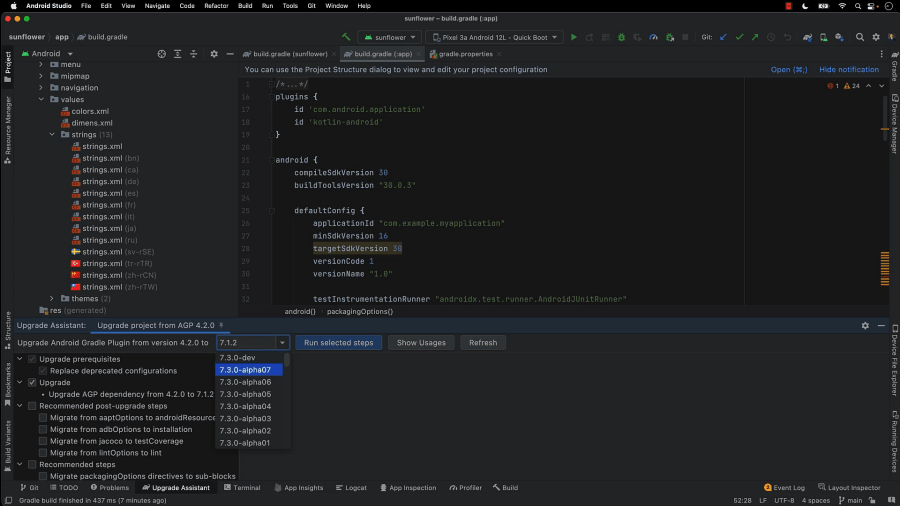 Android Studio File Edit View Navigate Code Refactor Build Run Tools Git Window Help
sunflower – build.gradle (:app)
sunflower › app › build.gradle
sunflower
Pixel 3a Android 12L - Quick Boot
Git:
Android
build.gradle (sunflower)
build.gradle (:app)
gradle.properties
You can use the Project Structure dialog to view and edit your project configuration
Open (⌘;)
Hide notification
Project
Resource Manager
Structure
Bookmarks
Build Variants
menu
mipmap
navigation
values
colors.xml
dimens.xml
strings (13)
strings.xml
strings.xml (bn)
strings.xml (ca)
strings.xml (de)
strings.xml (es)
strings.xml (fr)
strings.xml (it)
strings.xml (ja)
strings.xml (ru)
strings.xml (sv-rSE)
strings.xml (tr-rTR)
strings.xml (zh-rCN)
strings.xml (zh-rTW)
themes (2)
res (generated)
1 /*...*/
16 plugins {
17 id 'com.android.application'
18 id 'kotlin-android'
19 }
20
21 android {
22 compileSdkVersion 30
23 buildToolsVersion "30.0.3"
24
25 defaultConfig {
26 applicationId "com.example.myapplication"
27 minSdkVersion 16
28 targetSdkVersion 30
29 versionCode 1
30 versionName "1.0"
32 testInstrumentationRunner "androidx.test.runner.AndroidJUnitRunner"
1 24
android() › packagingOptions()
Gradle
Device Manager
Device File Explorer
Running Devices
Upgrade Assistant: Upgrade project from AGP 4.2.0
Upgrade Android Gradle Plugin from version 4.2.0 to 7.1.2
Run selected steps
Show Usages
Refresh
7.3.0-dev
7.3.0-alpha07
7.3.0-alpha06
7.3.0-alpha05
7.3.0-alpha04
7.3.0-alpha03
7.3.0-alpha02
7.3.0-alpha01
Upgrade prerequisites
Replace deprecated configurations
Upgrade
Upgrade AGP dependency from 4.2.0 to 7.1.2
Recommended post-upgrade steps
Migrate from aaptOptions to androidResource
Migrate from adbOptions to installation
Migrate from jacoco to testCoverage
Migrate from lintOptions to lint
Recommended steps
Migrate packagingOptions directives to sub-blocks
Git TODO Problems Upgrade Assistant Terminal App Insights Logcat App Inspection Profiler Build
2 Event Log Layout Inspector
Gradle build finished in 437 ms (7 minutes ago)
52:28 LF UTF-8 4 spaces main